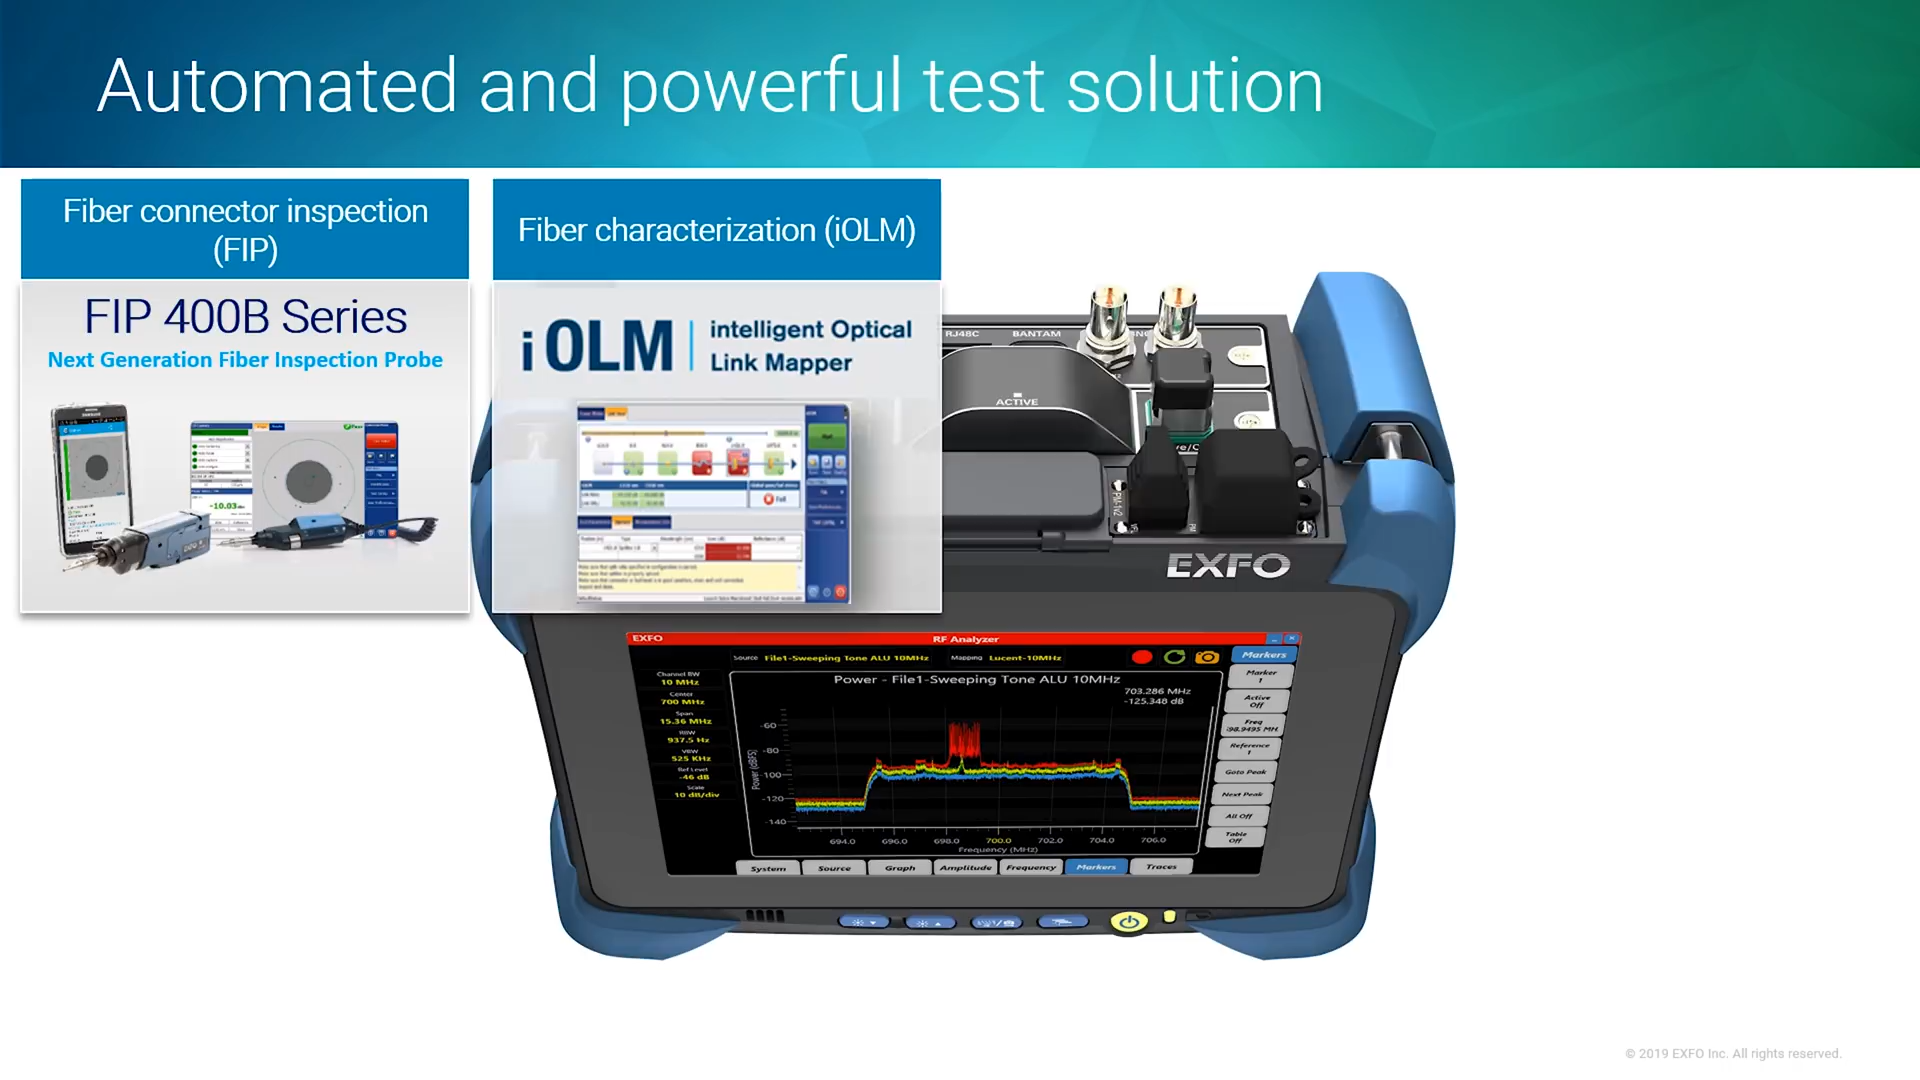 Automated and powerful test solution
Fiber connector inspection
(FIP)
FIP 400B Series
Next Generation Fiber Inspection Probe
-10.03
Fiber characterization (iOLM)
iOLM
intelligent Optical
Link Mapper
RJ48C
BANTAM
ACTIVE
EXFO
EXFO
RF Analyzer
Source File1-Sweeping Tone ALU 10MHz
Mapping Lucent-10MHz
Channel BW
10 MHz
Center
700 MHz
Span
15.36 MHz
RBW
937.5 Hz
VBW
525 KHz
Ref Level
-46 dB
Scale
10 dB/div
Power - File1-Sweeping Tone ALU 10MHz
703.286 MHz
-125.348 dB
Power (dBFS)
-60
-80
-100
-120
-140
694.0 696.0 698.0 700.0 702.0 704.0 706.0
Frequency (MHz)
Markers
Marker
1
Active
Off
Freq
Reference
1
Goto Peak
Next Peak
All Off
Table
Off
System Source Graph Amplitude Frequency Markers Traces
© 2019 EXFO Inc. All rights reserved.